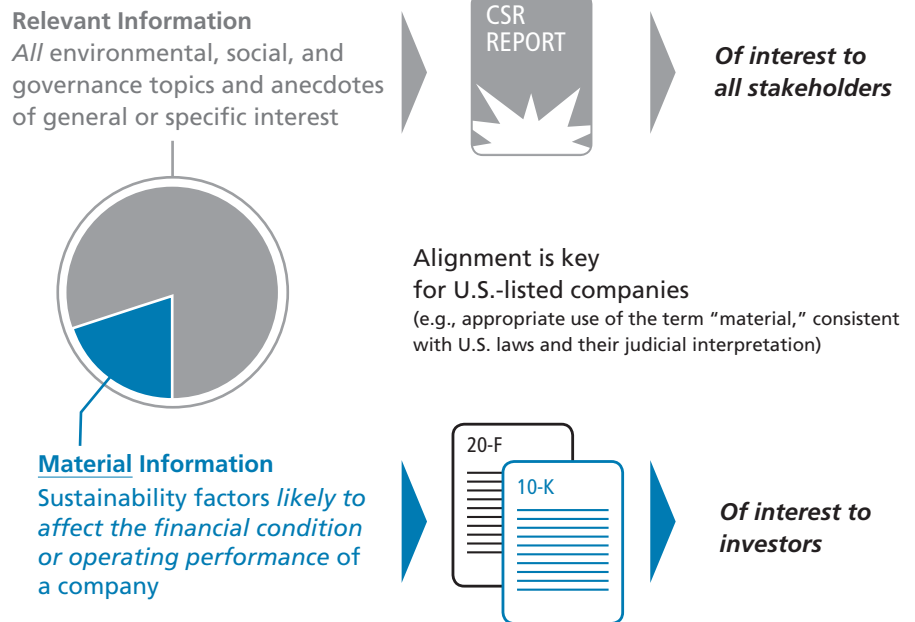 Relevant Information
All environmental, social, and
governance topics and anecdotes
of general or specific interest
CSR
REPORT
Of interest to
all stakeholders
Alignment is key
for U.S.-listed companies
(e.g., appropriate use of the term “material,” consistent
with U.S. laws and their judicial interpretation)
Material Information
Sustainability factors likely to
affect the financial condition
or operating performance of
a company
20-F
10-K
Of interest to
investors